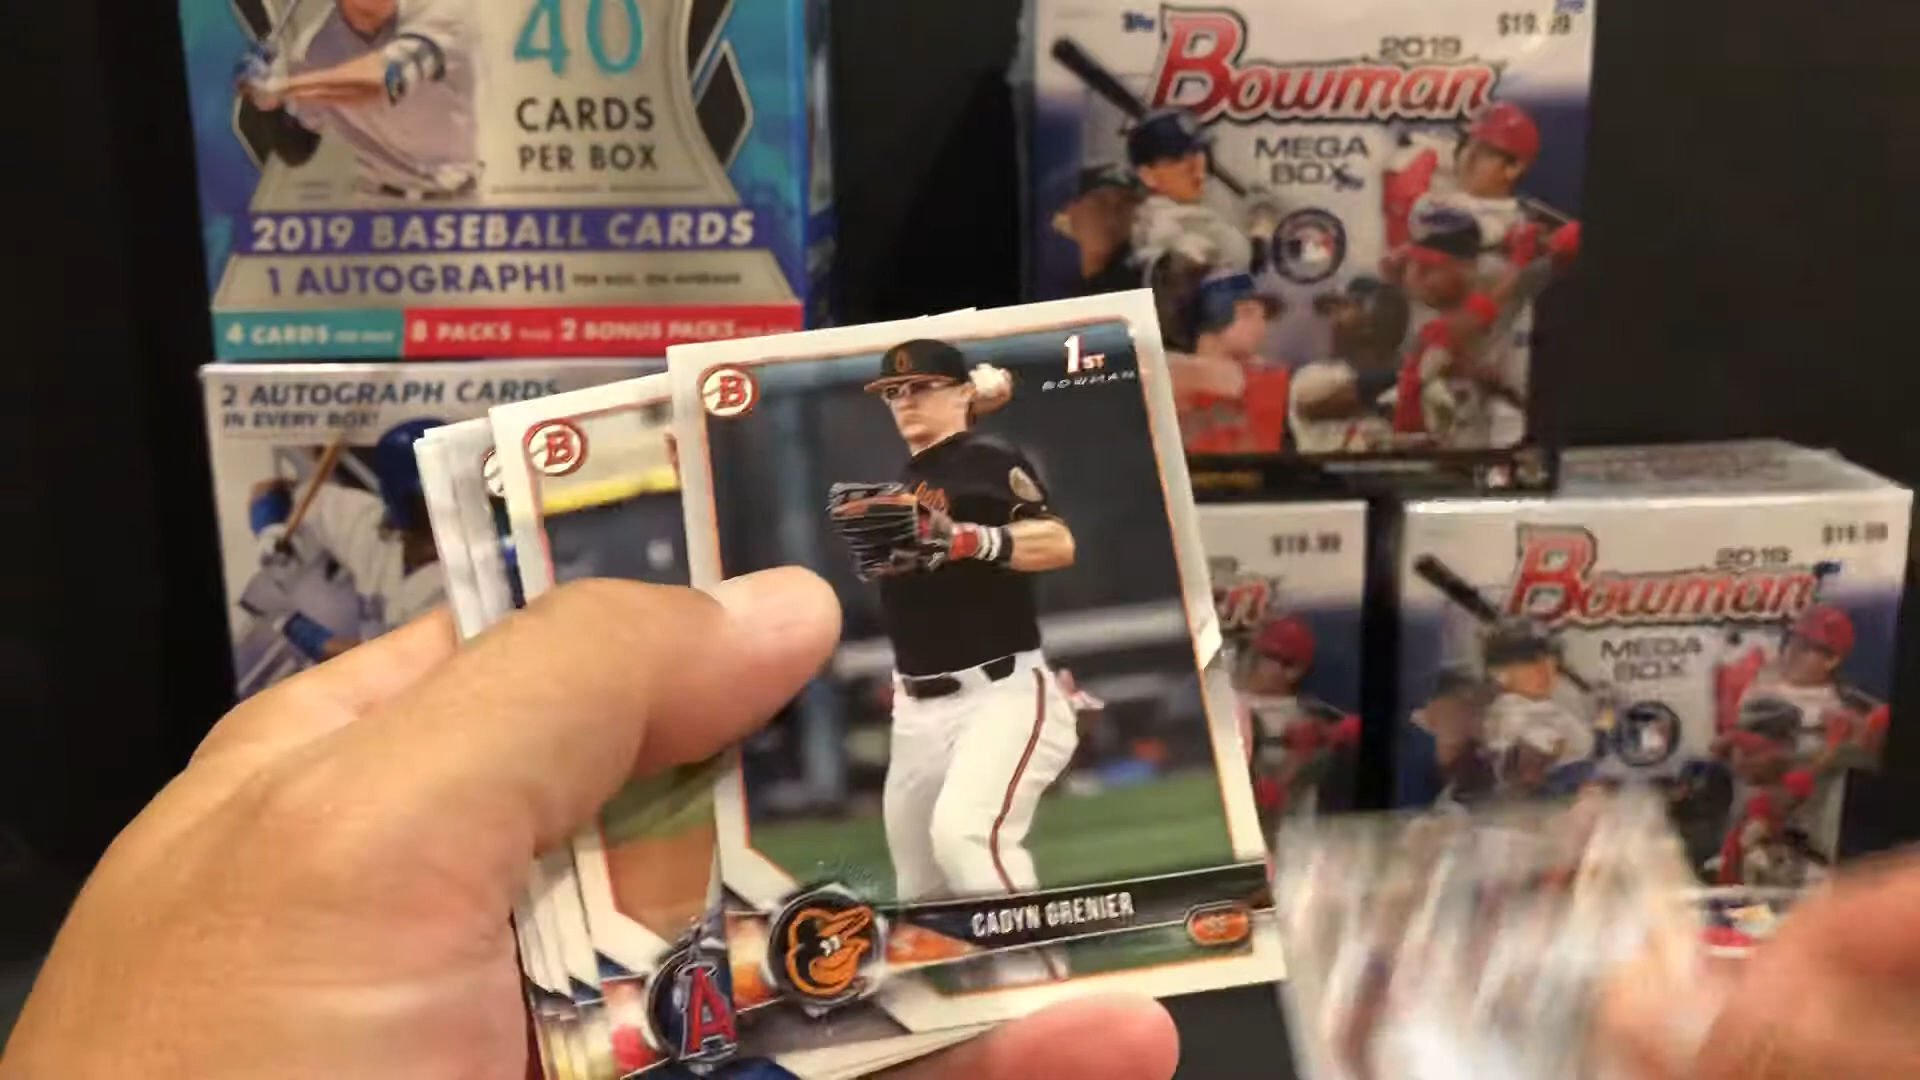 40
CARDS
PER BOX
2019 BASEBALL CARDS
1 AUTOGRAPH!
4 CARDS 8 PACKS 2 BONUS PACKS
2 AUTOGRAPH CARDS
IN EVERY BOX!
$19.99
2019
Bowman
MEGA
BOX
1ST
BOWMAN
B
B
CADYN GRENIER
SS
A
$19.99
$19.99
2019
Bowman
MEGA
BOX